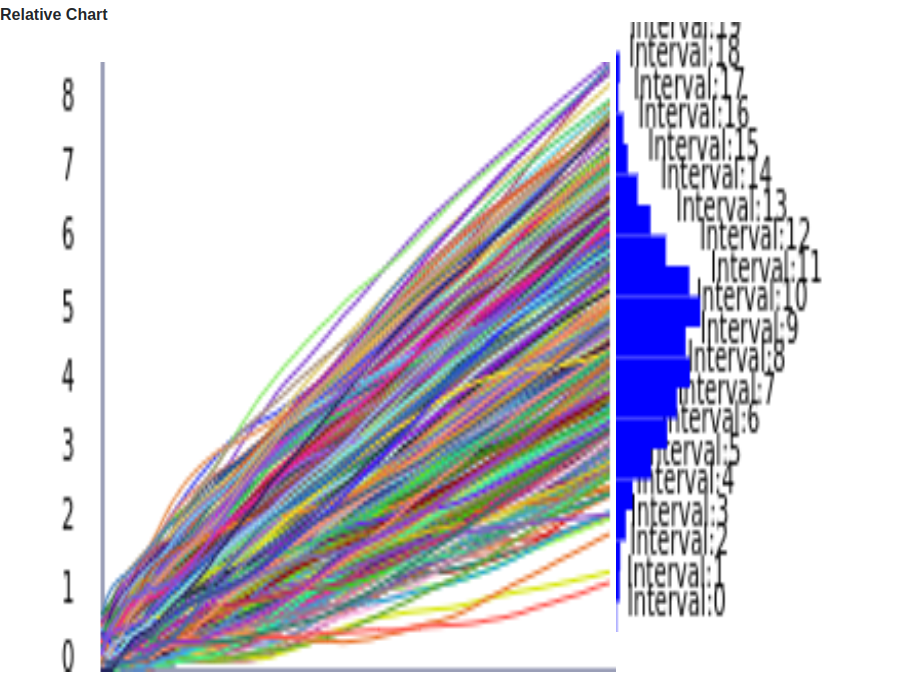 Relative Chart
8
7
6
5
4
3
2
1
0
Interval:19
Interval:18
Interval:17
Interval:16
Interval:15
Interval:14
Interval:13
Interval:12
Interval:11
Interval:10
Interval:9
Interval:8
Interval:7
Interval:6
Interval:5
Interval:4
Interval:3
Interval:2
Interval:1
Interval:0